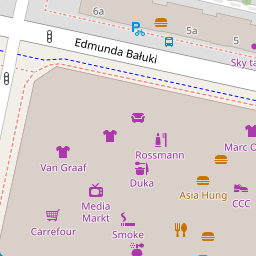 6a
5a
5
Edmunda Bałuki
Sky ta
Rossmann
Marc O
Van Graaf
Duka
Asia Hung
CCC
Media
Markt
Carrefour
Smoke